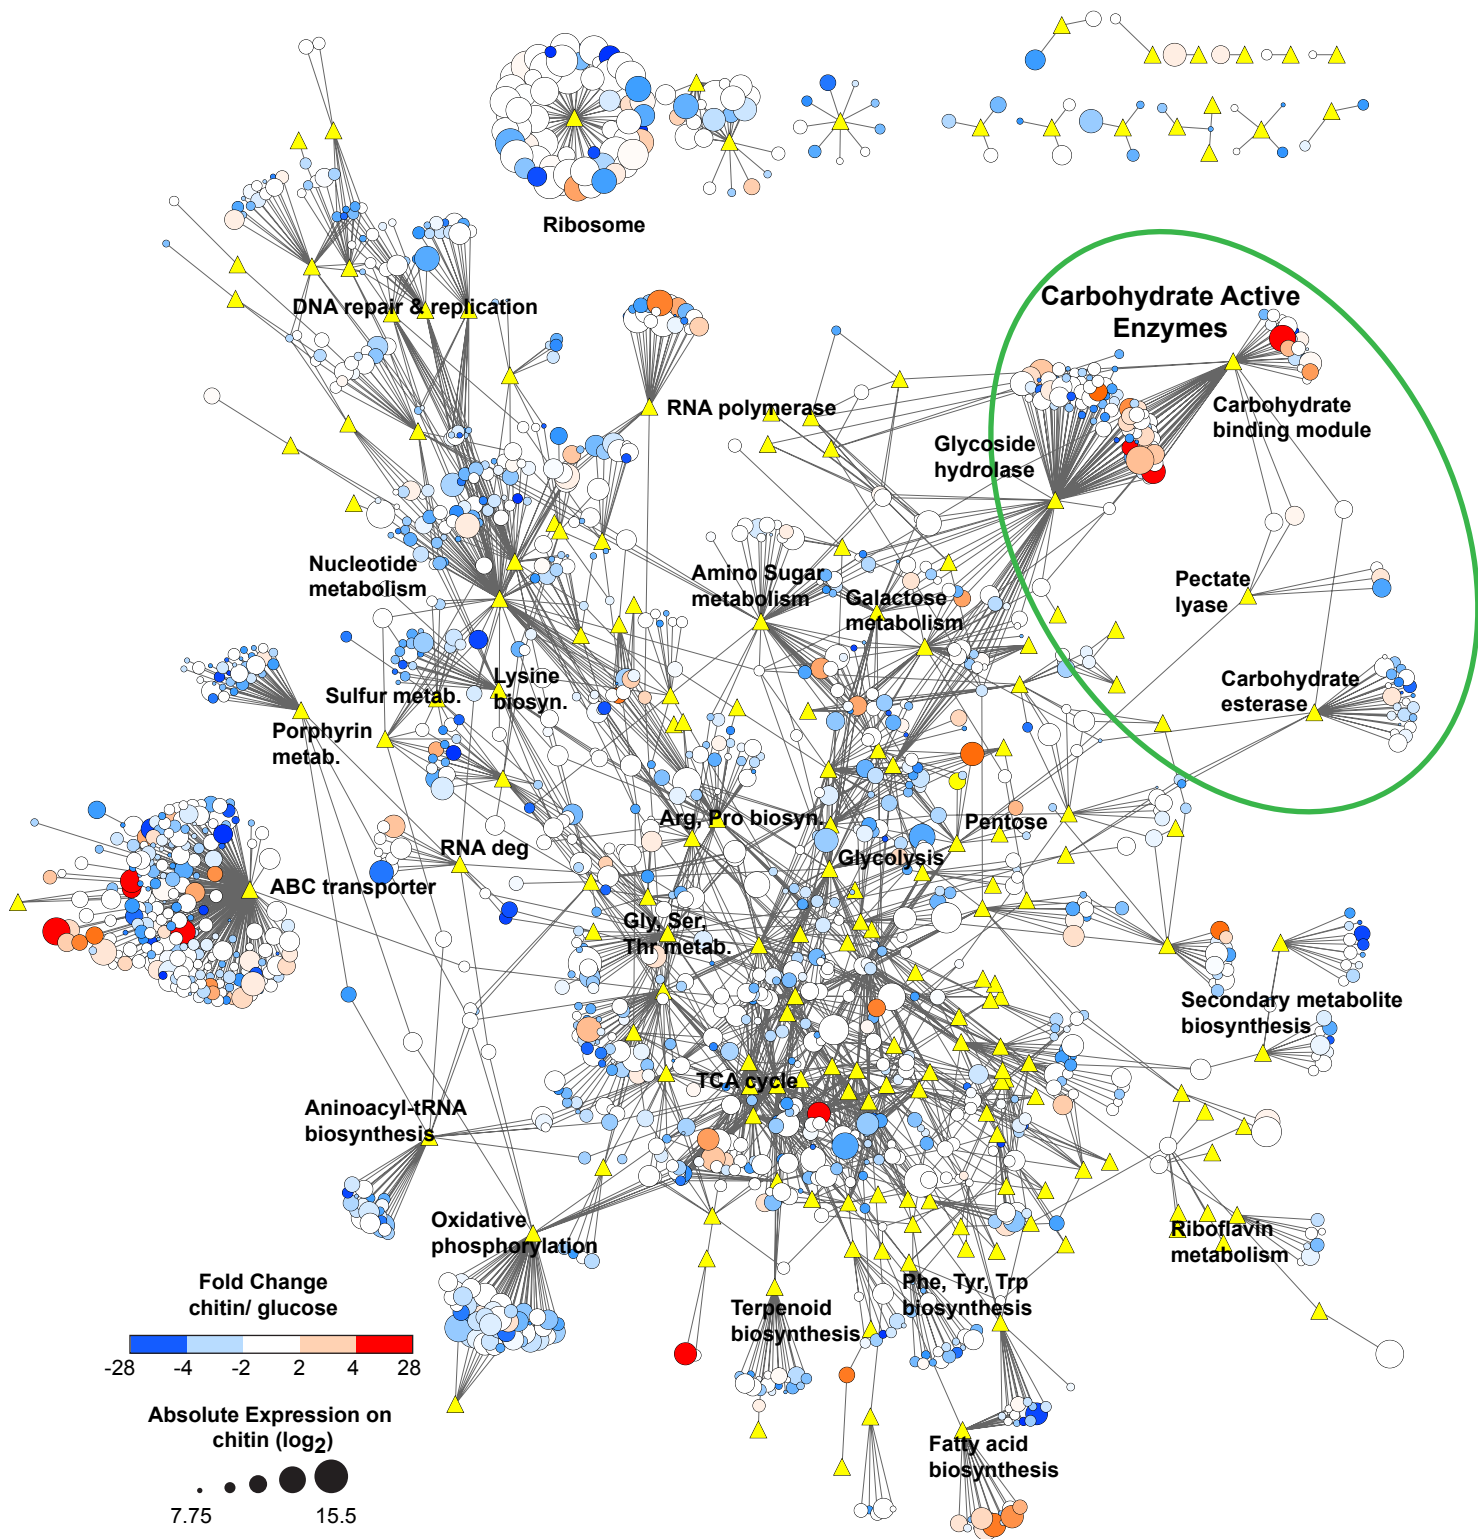 Ribosome
DNA repair & replication
Carbohydrate Active
Enzymes
RNA polymerase
Carbohydrate
binding module
Glycoside
hydrolase
Nucleotide
metabolism
Amino Sugar
metabolism
Galactose
metabolism
Pectate
lyase
Lysine
biosyn.
Sulfur metab.
Carbohydrate
esterase
Porphyrin
metab.
Arg, Pro biosyn.
Pentose
RNA deg
Glycolysis
ABC transporter
Gly, Ser,
Thr metab.
Secondary metabolite
biosynthesis
TCA cycle
Aninoacyl-tRNA
biosynthesis
Oxidative
phosphorylation
Riboflavin
metabolism
Phe, Tyr, Trp
biosynthesis
Terpenoid
biosynthesis
Fatty acid
biosynthesis
Fold Change
chitin/ glucose
-28 -4 -2 2 4 28
Absolute Expression on
chitin (log2)
7.75 15.5